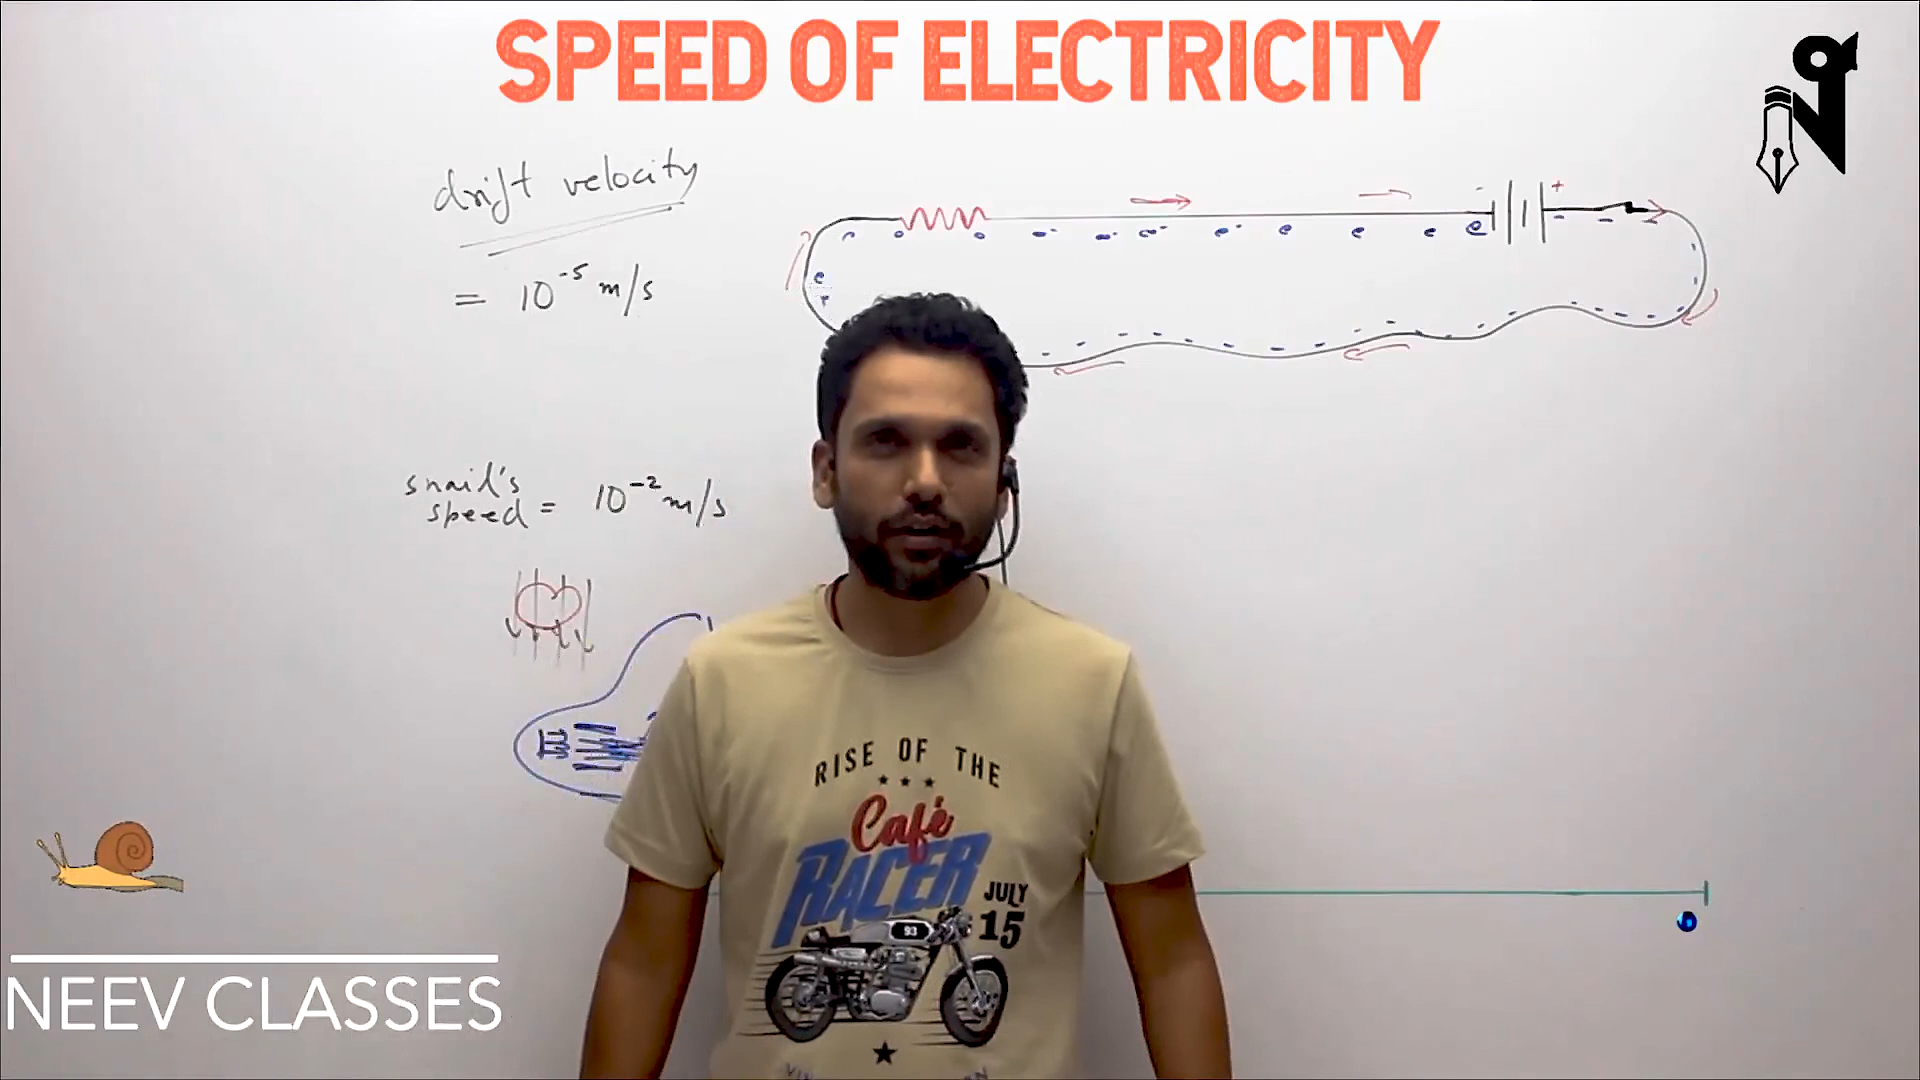 SPEED OF ELECTRICITY
drift velocity
= 10⁻⁵ m/s
- +
e e e e e
e
snail's
speed = 10⁻² m/s
RISE OF THE
Café
RACER
JULY
15
93
NEEV CLASSES